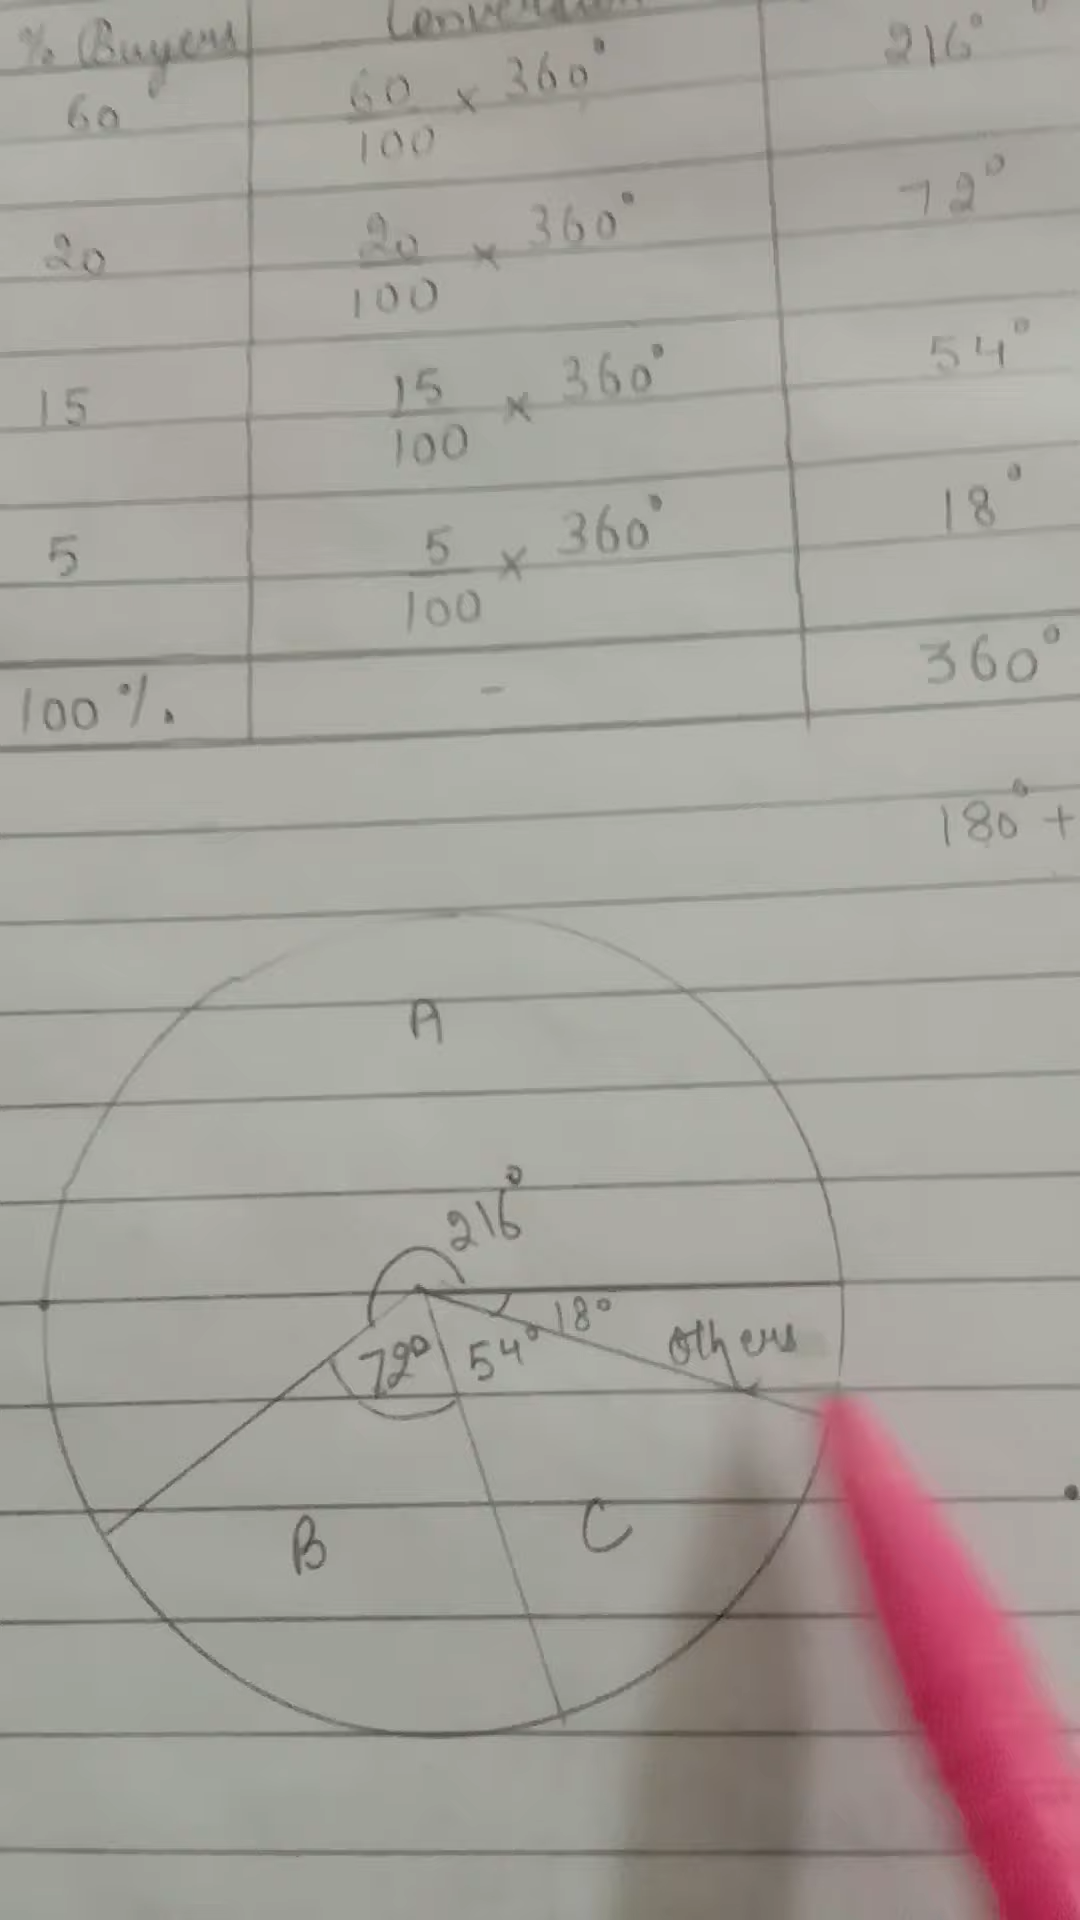 % Buyers Conversion
60 60/100 × 360° 216°
20 20/100 × 360° 72°
15 15/100 × 360° 54°
5 5/100 × 360° 18°
100%. - 360°
180° +
A
216°
18°
72° 54° others
B C